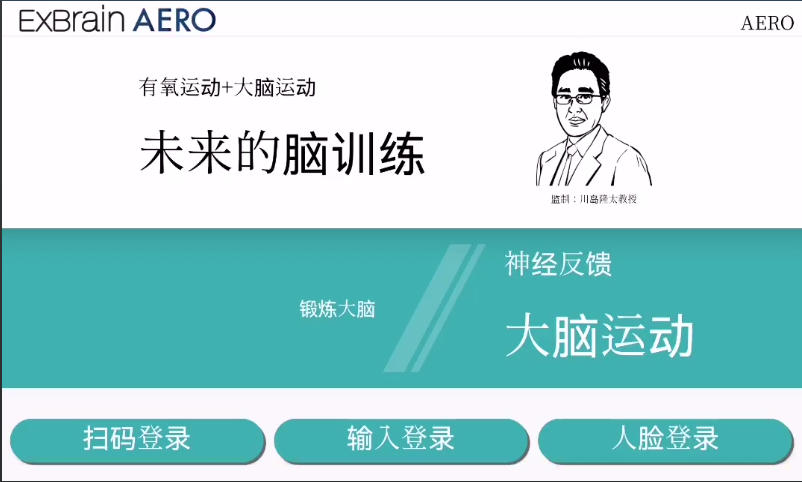 ExBrain AERO
AERO
有氧运动+大脑运动
未来的脑训练
监制：川岛隆太教授
神经反馈
锻炼大脑
大脑运动
扫码登录
输入登录
人脸登录